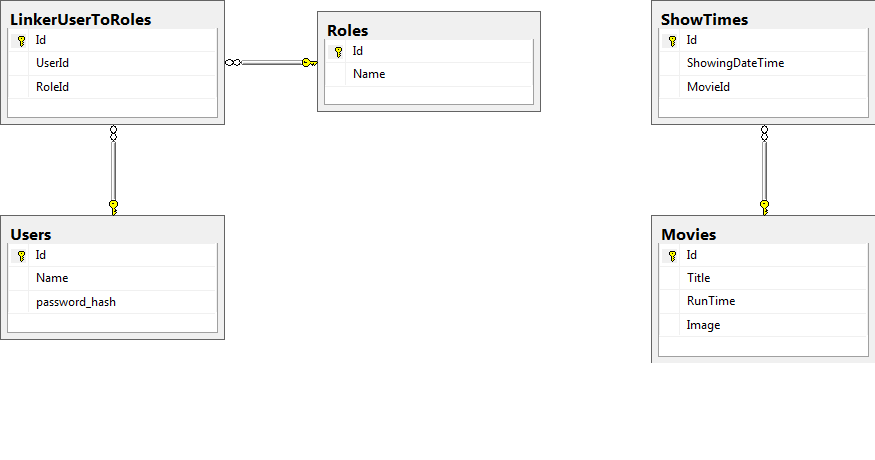 LinkerUserToRoles
Id
UserId
RoleId
Roles
Id
Name
ShowTimes
Id
ShowingDateTime
MovieId
Users
Id
Name
password_hash
Movies
Id
Title
RunTime
Image